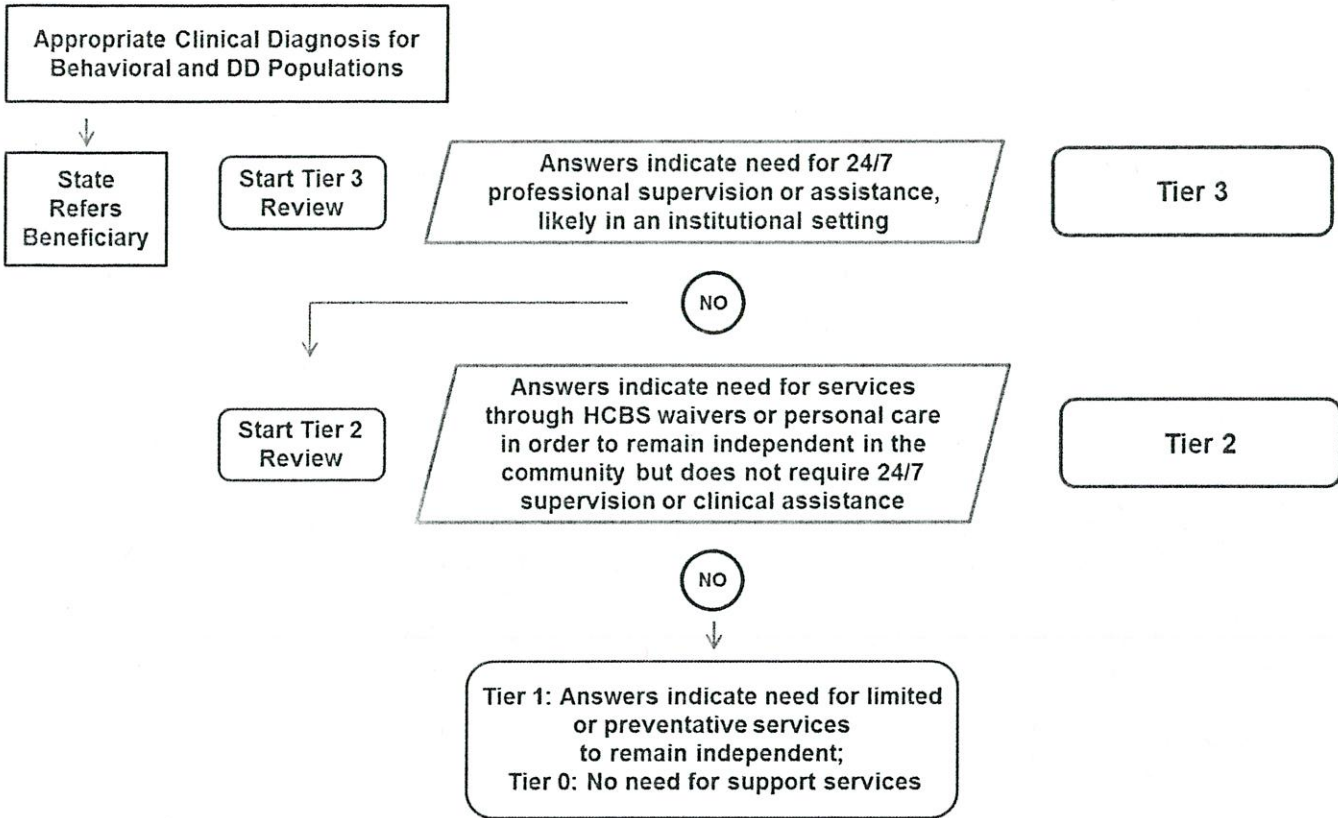 Appropriate Clinical Diagnosis for
Behavioral and DD Populations
State
Refers
Beneficiary
Start Tier 3
Review
Answers indicate need for 24/7
professional supervision or assistance,
likely in an institutional setting
Tier 3
NO
Start Tier 2
Review
Answers indicate need for services
through HCBS waivers or personal care
in order to remain independent in the
community but does not require 24/7
supervision or clinical assistance
Tier 2
NO
Tier 1: Answers indicate need for limited
or preventative services
to remain independent;
Tier 0: No need for support services